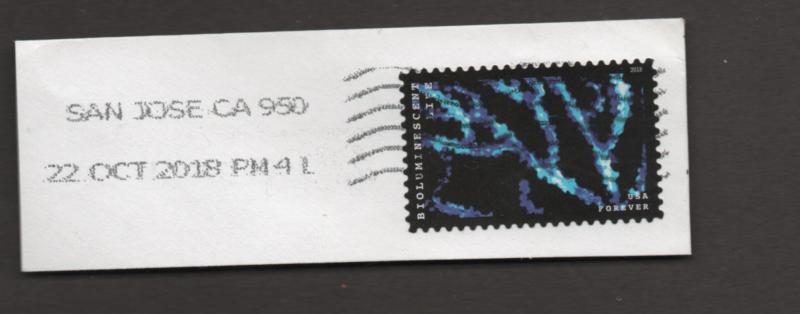 SAN JOSE CA 950
22 OCT 2018 PM 4 L
BIOLUMINESCENT
LIFE
2018
USA
FOREVER